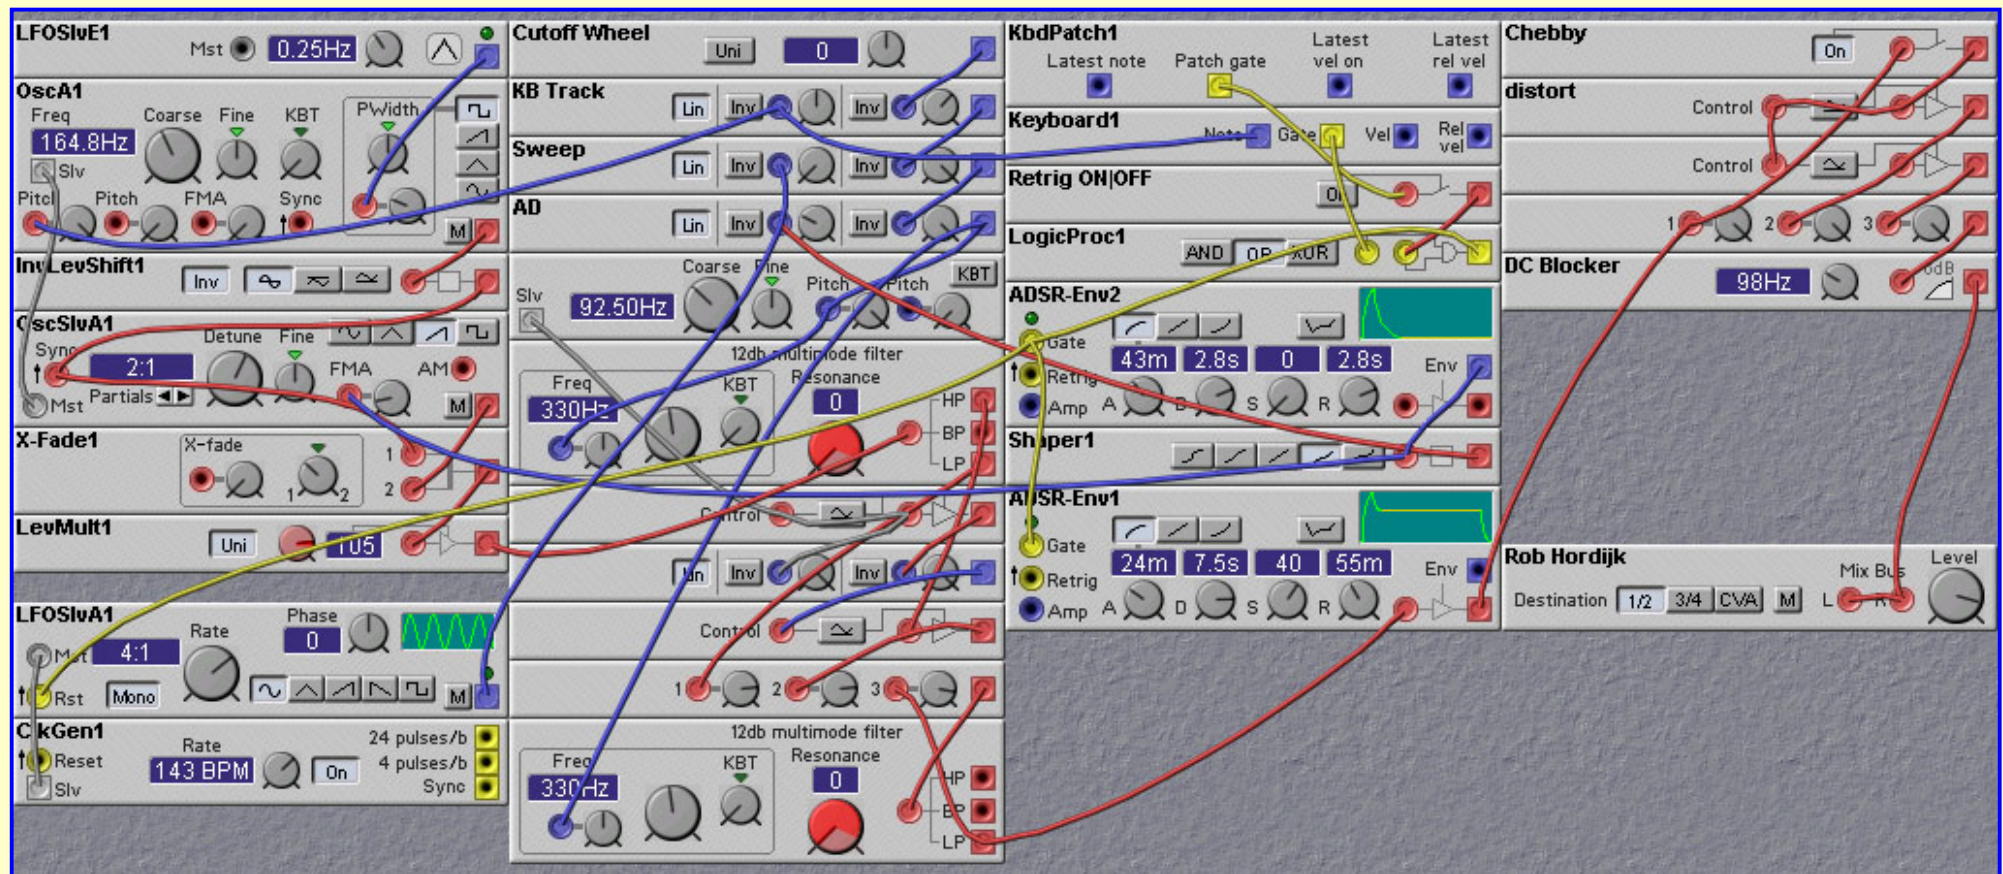 LFOSlvE1
Mst 0.25Hz
OscA1
Freq Coarse Fine KBT PWidth
164.8Hz
Slv
Pitch Pitch FMA Sync
M
InvLevShift1
Inv
OscSlvA1
Detune Fine
Sync
2:1
FMA AM
Partials
Mst M
X-Fade1
X-fade
1
1 2
2
LevMult1
Uni 105
LFOSlvA1
Phase
Rate
0
Mst 4:1
Rst Mono M
ClkGen1
24 pulses/b
Rate
Reset 4 pulses/b
143 BPM On
Slv Sync
Cutoff Wheel
Uni 0
KB Track
Lin Inv Inv
Sweep
Lin Inv Inv
AD
Lin Inv Inv
Coarse Fine KBT
Slv Pitch Pitch
92.50Hz
12db multimode filter
Freq KBT Resonance
330Hz 0
HP
BP
LP
Control
Lin Inv Inv
Control
1 2 3
12db multimode filter
Freq KBT Resonance
330Hz 0
HP
BP
LP
KbdPatch1
Latest note Patch gate Latest vel on Latest rel vel
Keyboard1
Note Gate Vel Rel vel
Retrig ON|OFF
On
LogicProc1
AND OR XOR
ADSR-Env2
Gate
43m 2.8s 0 2.8s Env
Retrig
Amp A D S R
Shaper1
ADSR-Env1
Gate
24m 7.5s 40 55m Env
Retrig
Amp A D S R
Chebby
On
distort
Control
Control
1 2 3
DC Blocker
98Hz 0dB
Rob Hordijk
Level
Mix Bus
Destination 1/2 3/4 CVA M L R